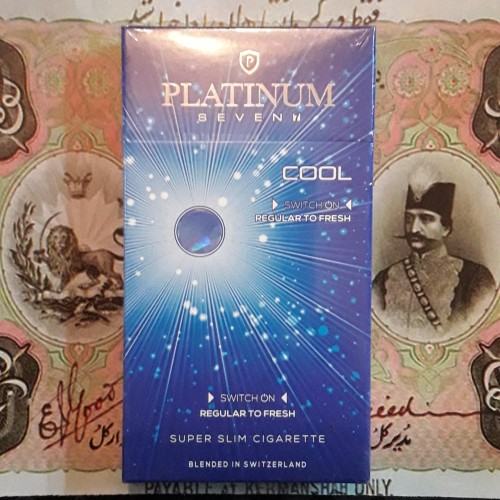 P
PLATINUM
SEVEN 7
COOL
SWITCH ON
REGULAR TO FRESH
SWITCH ON
REGULAR TO FRESH
SUPER SLIM CIGARETTE
BLENDED IN SWITZERLAND
PAYABLE AT KERMANSHAH ONLY